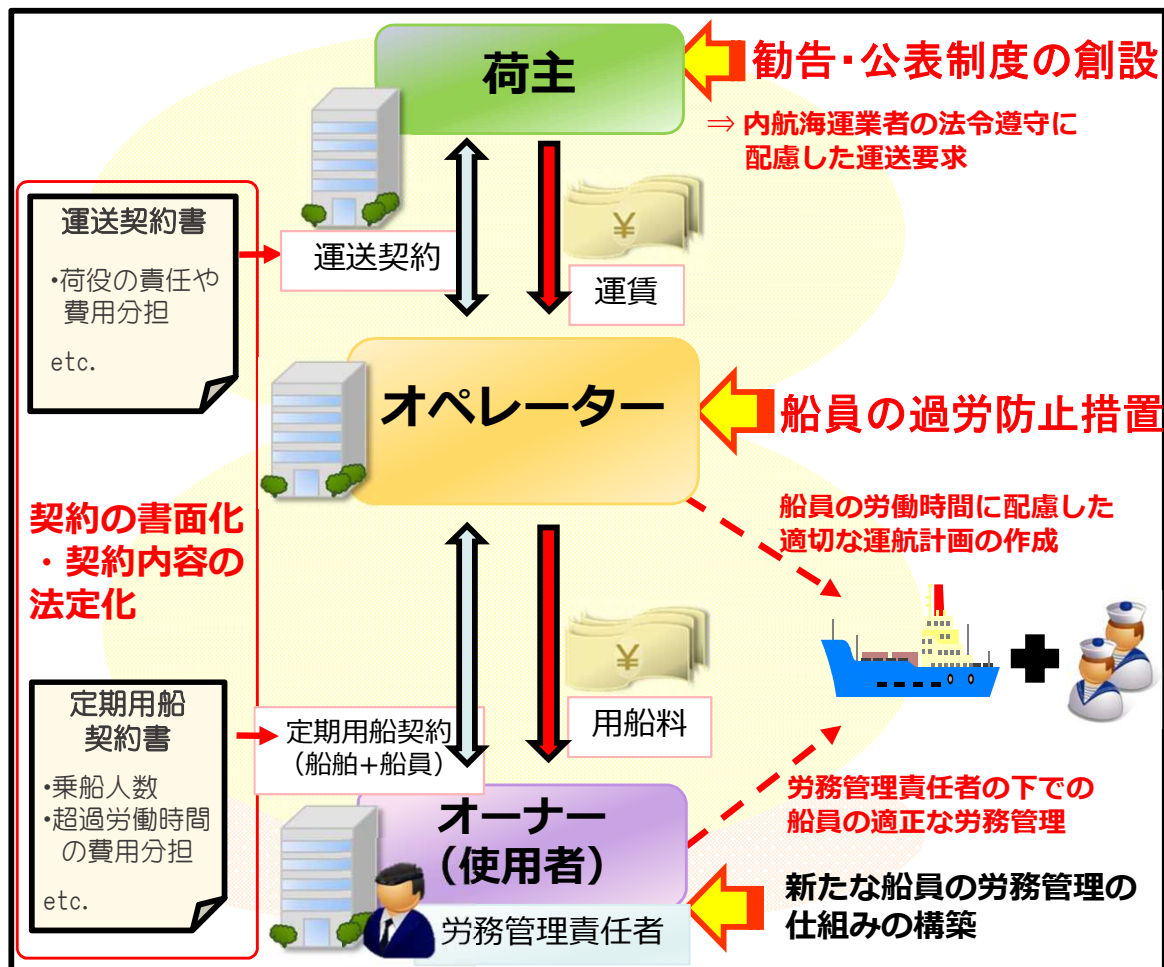 荷主
勧告・公表制度の創設
⇒ 内航海運業者の法令遵守に
配慮した運送要求
運送契約書
・荷役の責任や
費用分担
etc.
運送契約
¥
運賃
オペレーター
船員の過労防止措置
船員の労働時間に配慮した
適切な運航計画の作成
契約の書面化
・契約内容の
法定化
¥
用船料
定期用船
契約書
・乗船人数
・超過労働時間
の費用分担
etc.
定期用船契約
(船舶+船員)
オーナー
(使用者)
労務管理責任者
労務管理責任者の下での
船員の適正な労務管理
新たな船員の労務管理の
仕組みの構築